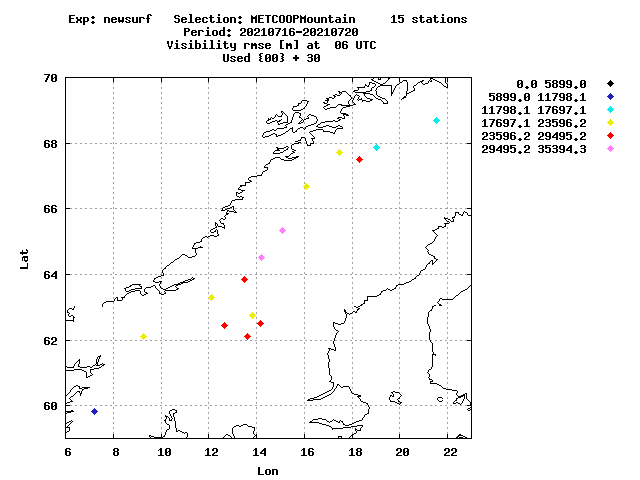 Exp: newsurf   Selection: METCOOPMountain     15 stations
Period: 20210716-20210720
Visibility rmse [m] at  06 UTC
Used {00} + 30
0.0 5899.0
5899.0 11798.1
11798.1 17697.1
17697.1 23596.2
23596.2 29495.2
29495.2 35394.3
70
68
66
64
62
60
Lat
6 8 10 12 14 16 18 20 22
Lon